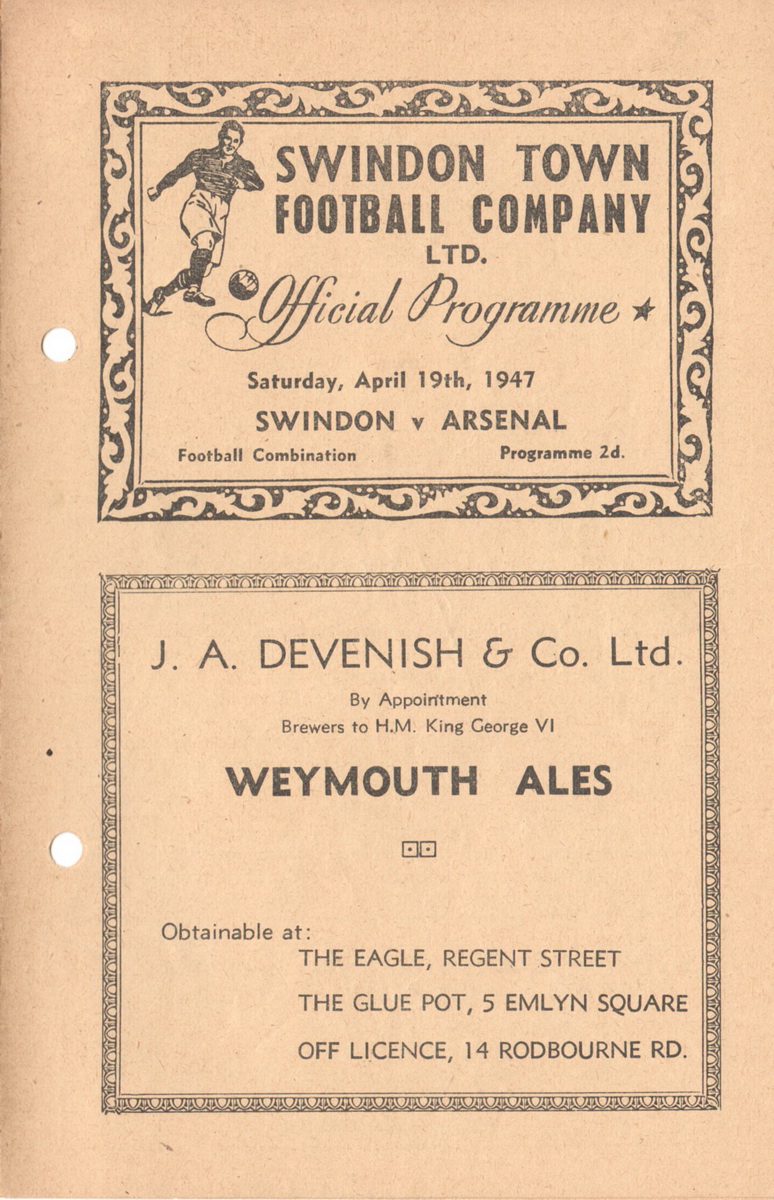 SWINDON TOWN
FOOTBALL COMPANY
LTD.
Official Programme ★
Saturday, April 19th, 1947
SWINDON v ARSENAL
Football Combination Programme 2d.
J. A. DEVENISH & Co. Ltd.
By Appointment
Brewers to H.M. King George VI
WEYMOUTH ALES
Obtainable at:
THE EAGLE, REGENT STREET
THE GLUE POT, 5 EMLYN SQUARE
OFF LICENCE, 14 RODBOURNE RD.